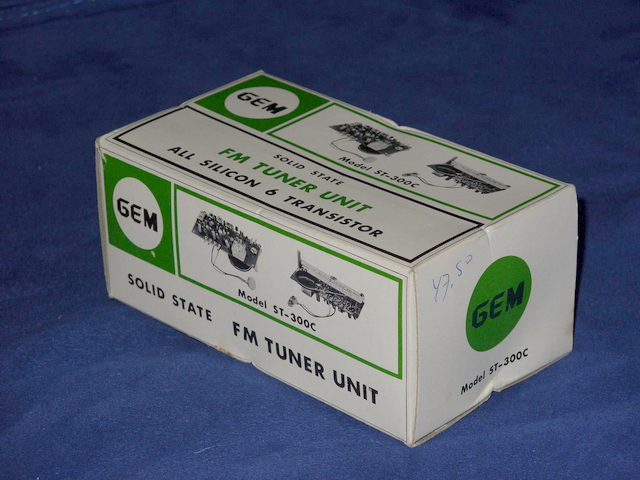 GEM
Model ST-300C
SOLID STATE
FM TUNER UNIT
ALL SILICON 6 TRANSISTOR
GEM
Model ST-300C
SOLID STATE FM TUNER UNIT
47.50
GEM
Model ST-300C